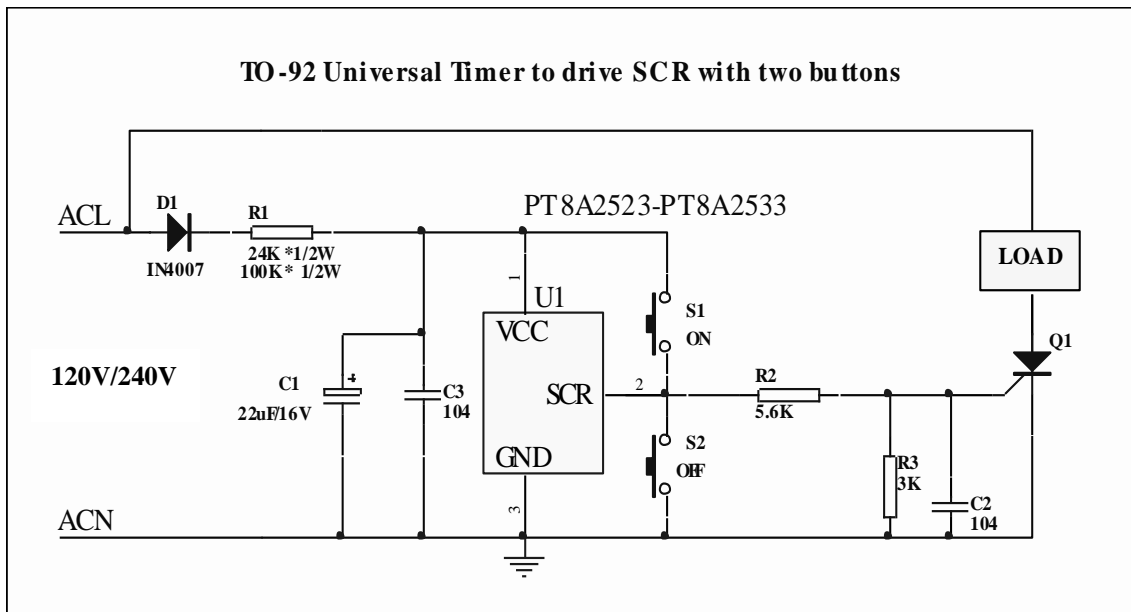 TO-92 Universal Timer to drive SCR with two buttons
PT8A2523-PT8A2533
ACL
D1
IN4007
R1
24K *1/2W
100K * 1/2W
LOAD
1
U1
VCC
S1
ON
Q1
120V/240V
C1
+
22uF/16V
C3
104
SCR
2
R2
5.6K
GND
S2
OFF
R3
3K
C2
104
3
ACN